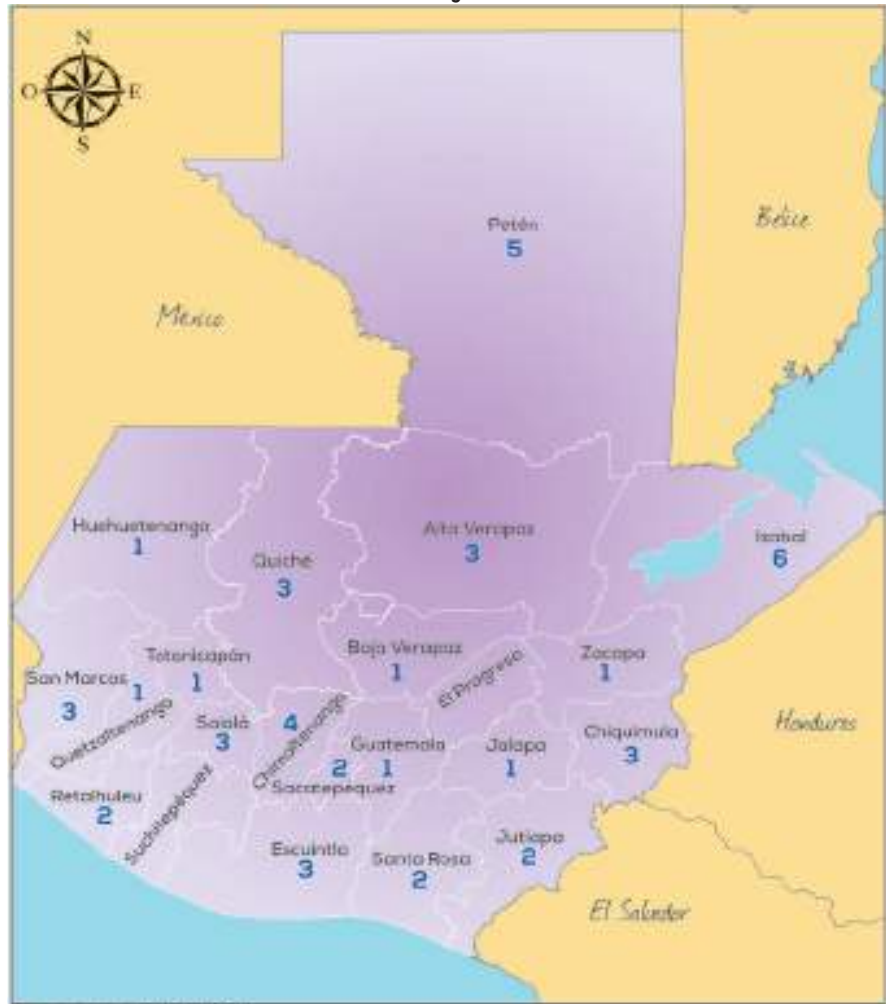 N
O
E
S
Petén
5
Belice
México
Huehuetenango
1
Quiché
3
Alta Verapaz
3
Izabal
6
Baja Verapaz
1
El Progreso
Zacapa
1
Totonicapán
1
San Marcos
3
1
Quetzaltenango
Sololá
3
4
Chimaltenango
Guatemala
1
2
Sacatepéquez
Jalapa
1
Chiquimula
3
Honduras
Retalhuleu
2
Suchitepéquez
Escuintla
3
Santa Rosa
2
Jutiapa
2
El Salvador